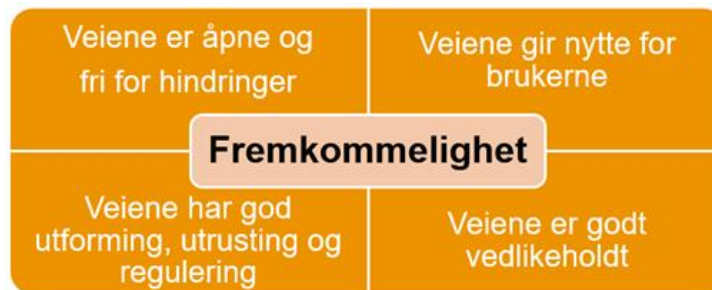 Veiene er åpne og
fri for hindringer
Veiene gir nytte for
brukerne
Fremkommelighet
Veiene har god
utforming, utrusting og
regulering
Veiene er godt
vedlikeholdt